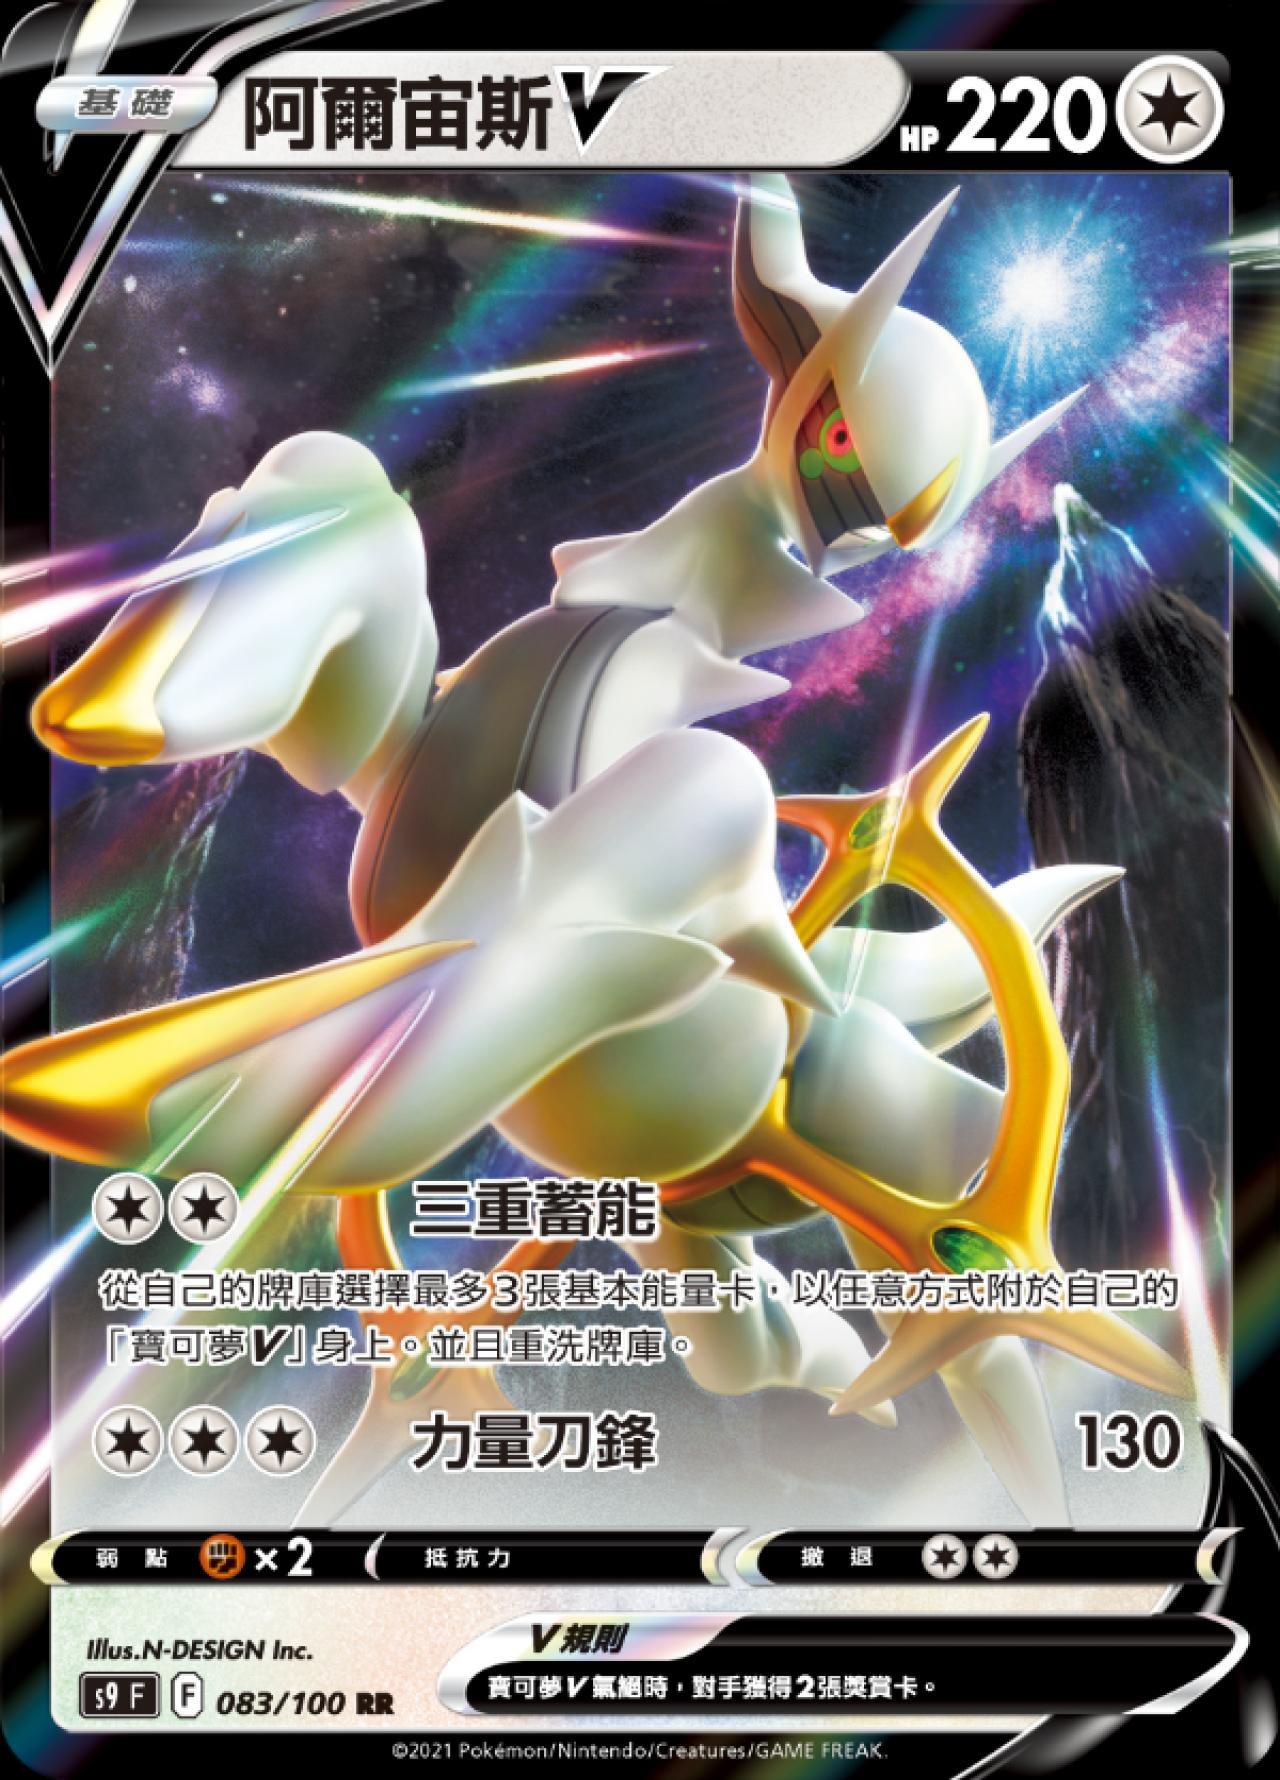 基礎
阿爾宙斯V
HP 220
三重蓄能
從自己的牌庫選擇最多3張基本能量卡，以任意方式附於自己的
「寶可夢V」身上。並且重洗牌庫。
力量刀鋒 130
弱點 ×2 抵抗力 撤退
Illus.N-DESIGN Inc.
V規則
寶可夢V氣絕時，對手獲得2張獎賞卡。
s9 F F 083/100 RR
©2021 Pokémon/Nintendo/Creatures/GAME FREAK.